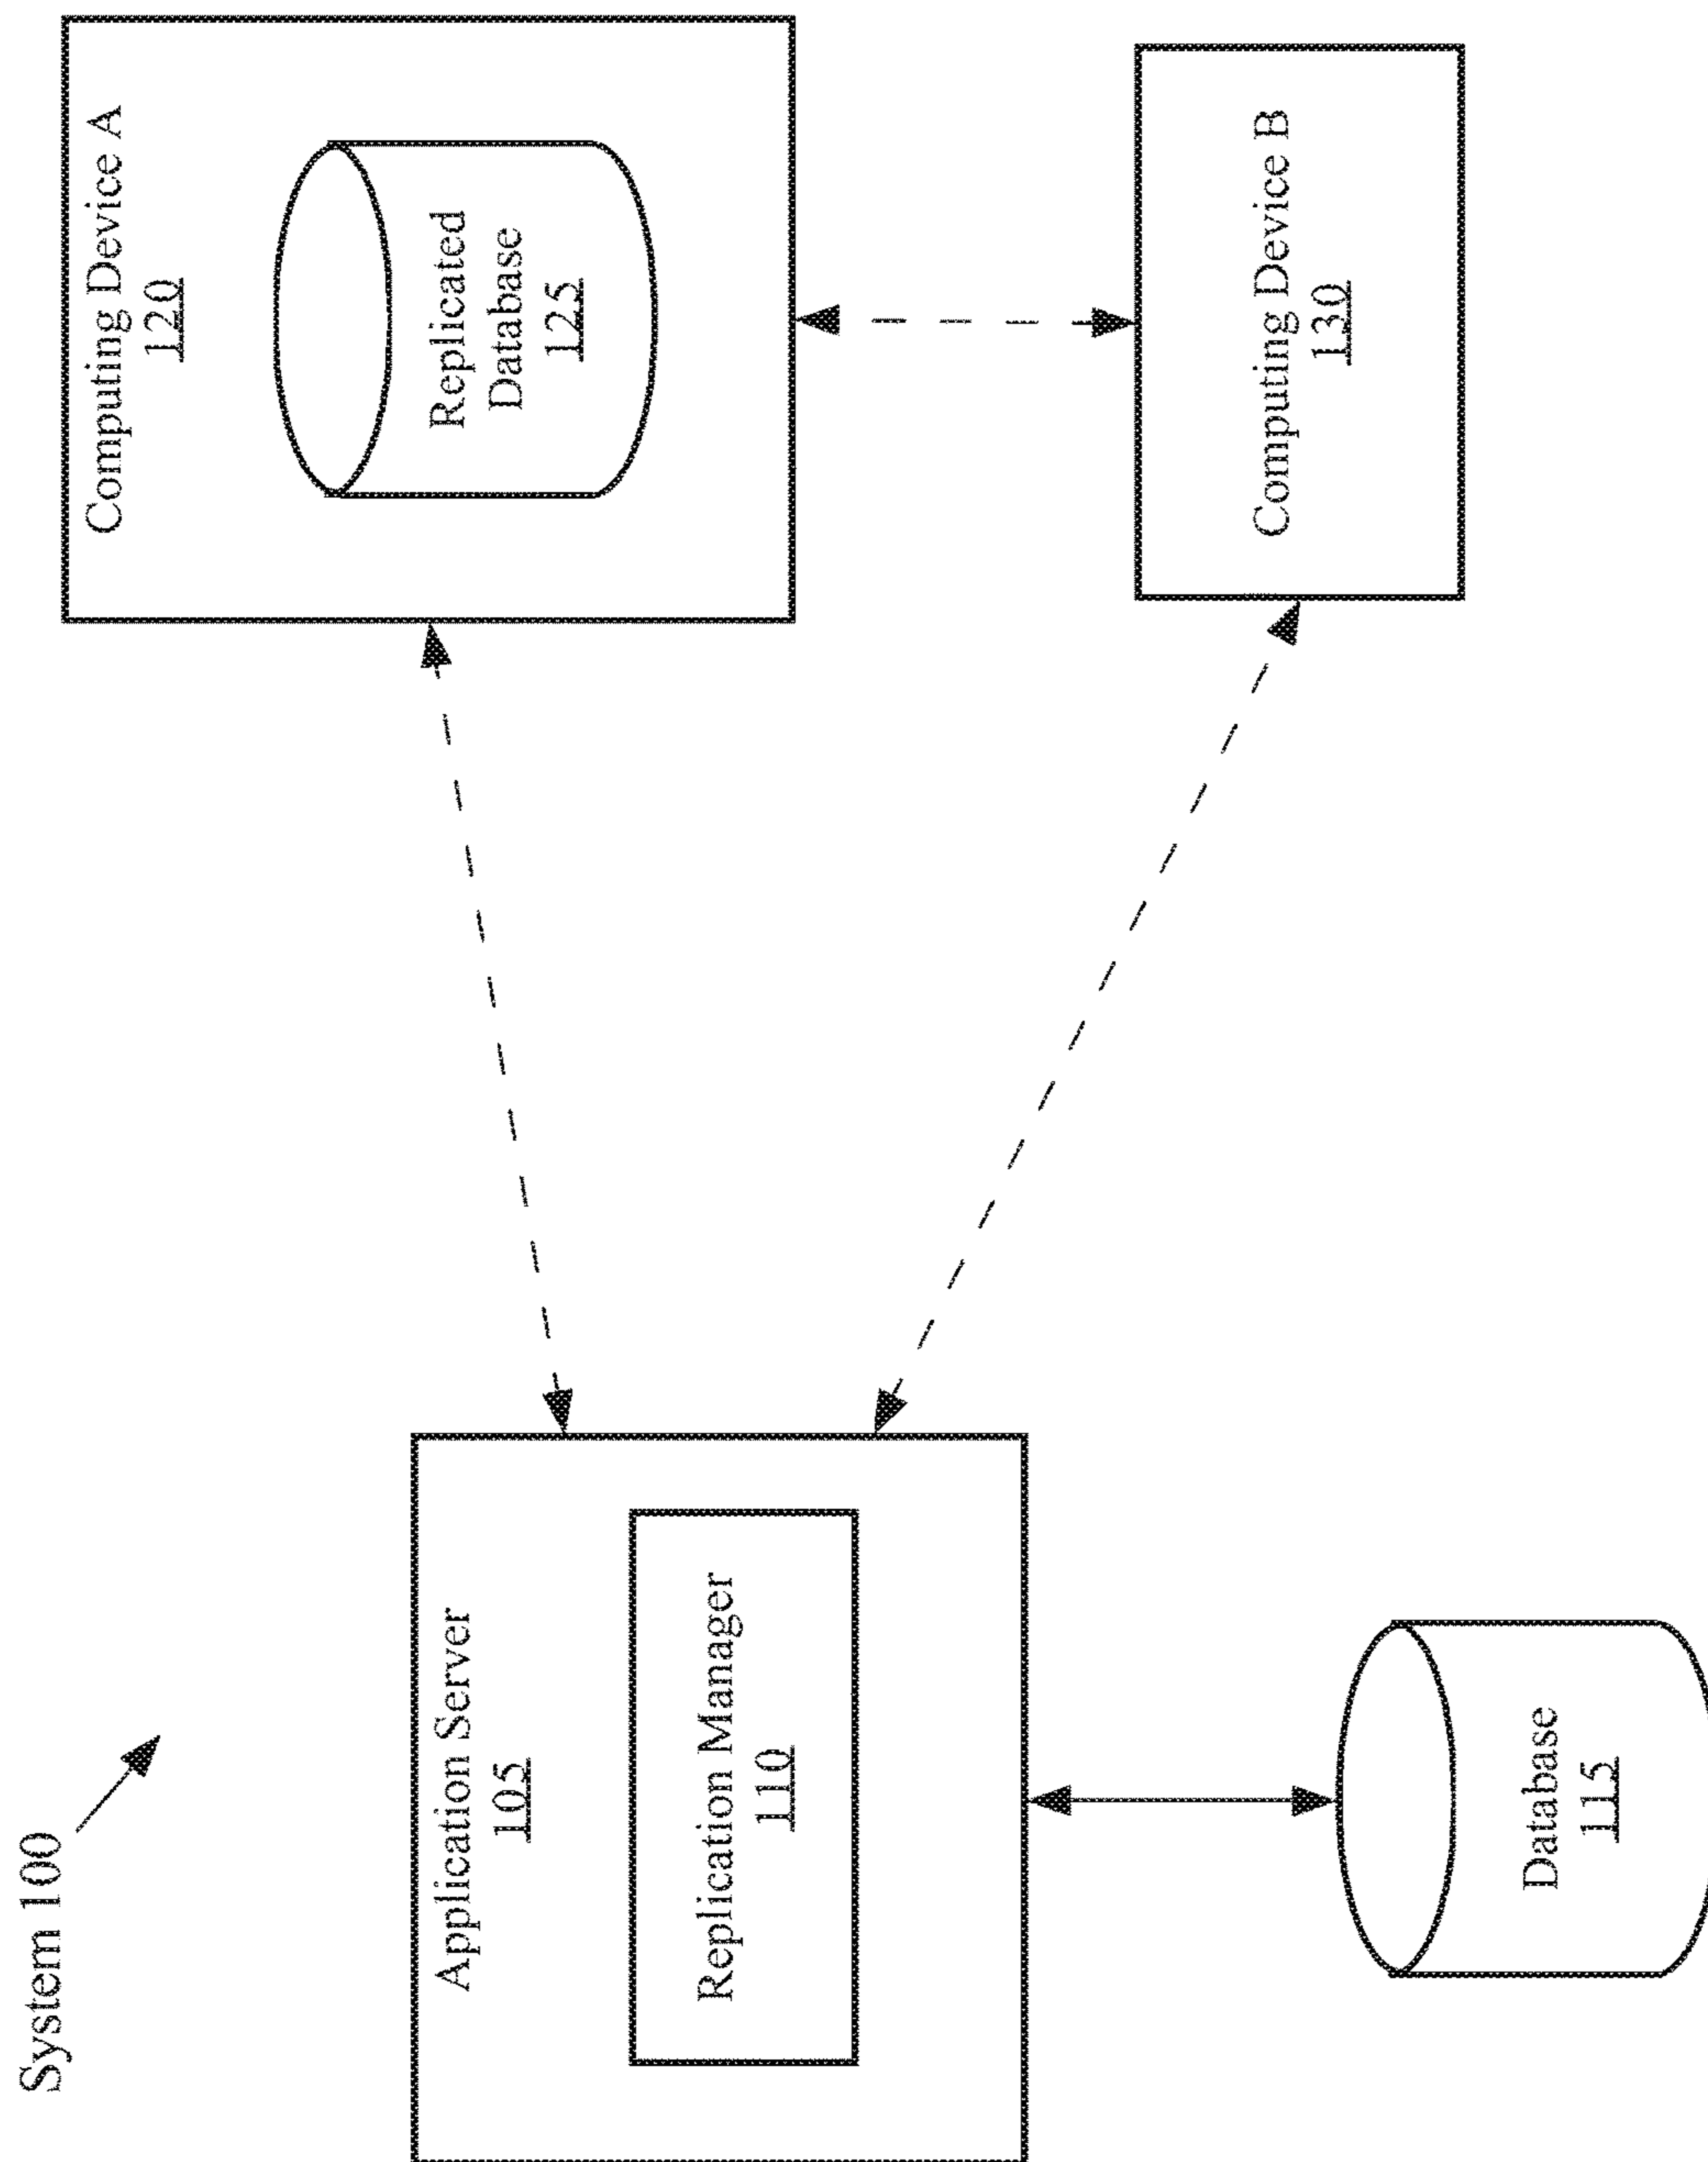 System 100
Application Server
105
Replication Manager
110
Database
115
Computing Device A
120
Replicated
Database
125
Computing Device B
130